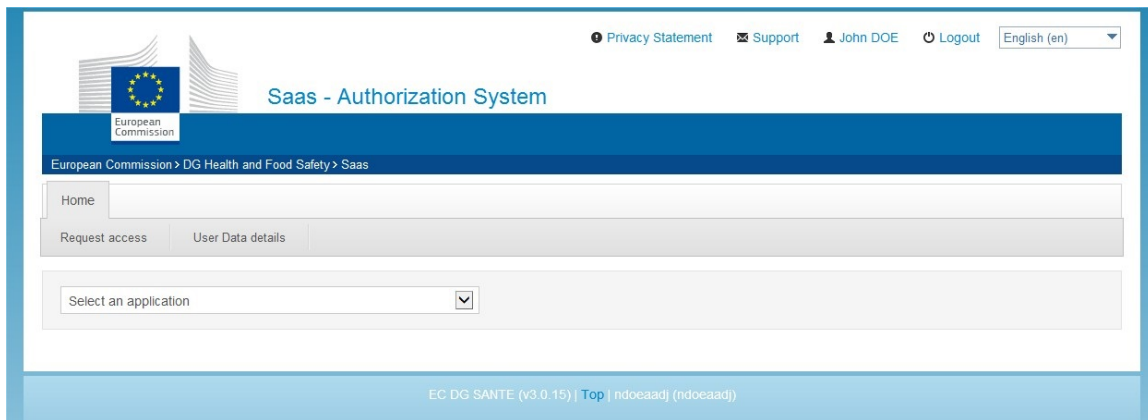 Privacy Statement Support John DOE Logout English (en)
Saas - Authorization System
European
Commission
European Commission > DG Health and Food Safety > Saas
Home
Request access User Data details
Select an application
EC DG SANTE (v3.0.15) | Top | ndoeaadj (ndoeaadj)